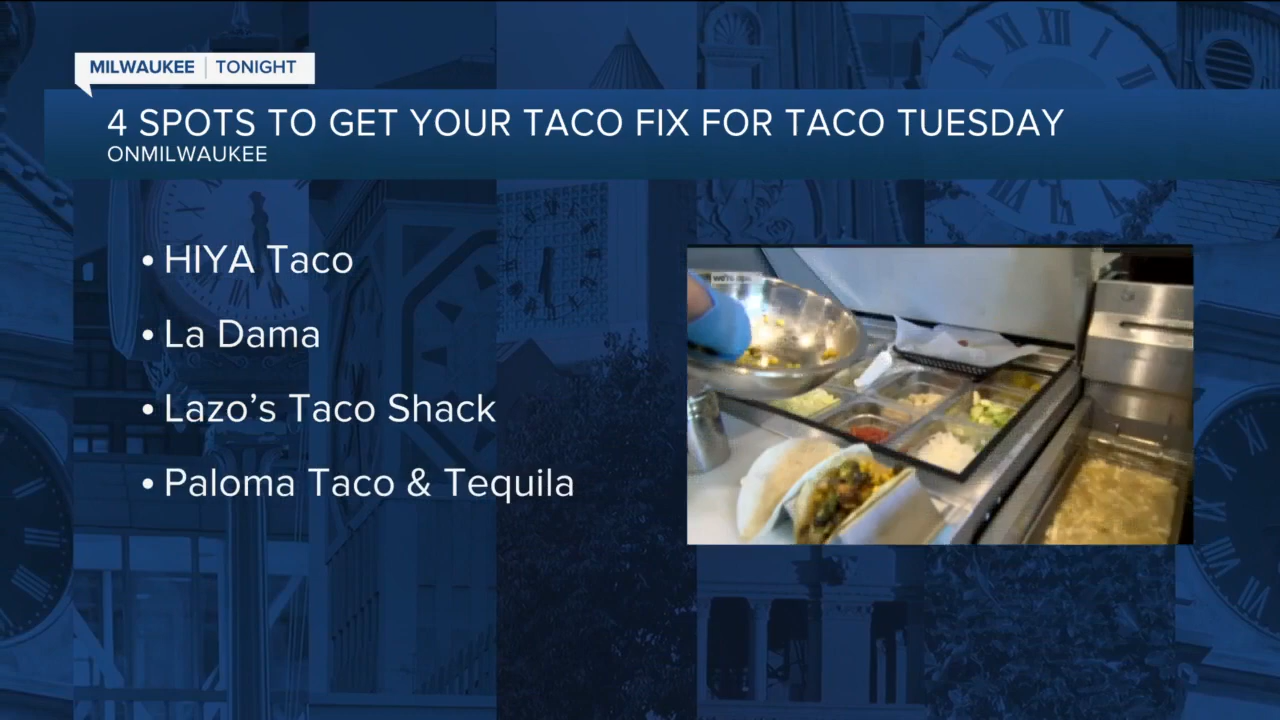 MILWAUKEE | TONIGHT
4 SPOTS TO GET YOUR TACO FIX FOR TACO TUESDAY
ONMILWAUKEE
• HIYA Taco
• La Dama
• Lazo's Taco Shack
• Paloma Taco & Tequila